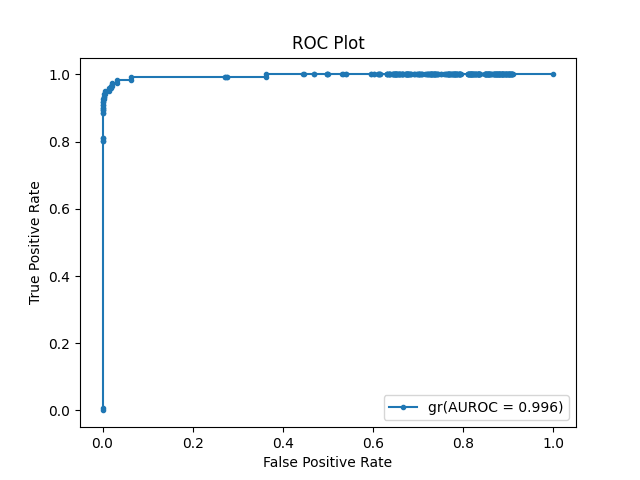 ROC Plot
True Positive Rate
1.0
0.8
0.6
0.4
0.2
0.0
gr(AUROC = 0.996)
0.0 0.2 0.4 0.6 0.8 1.0
False Positive Rate